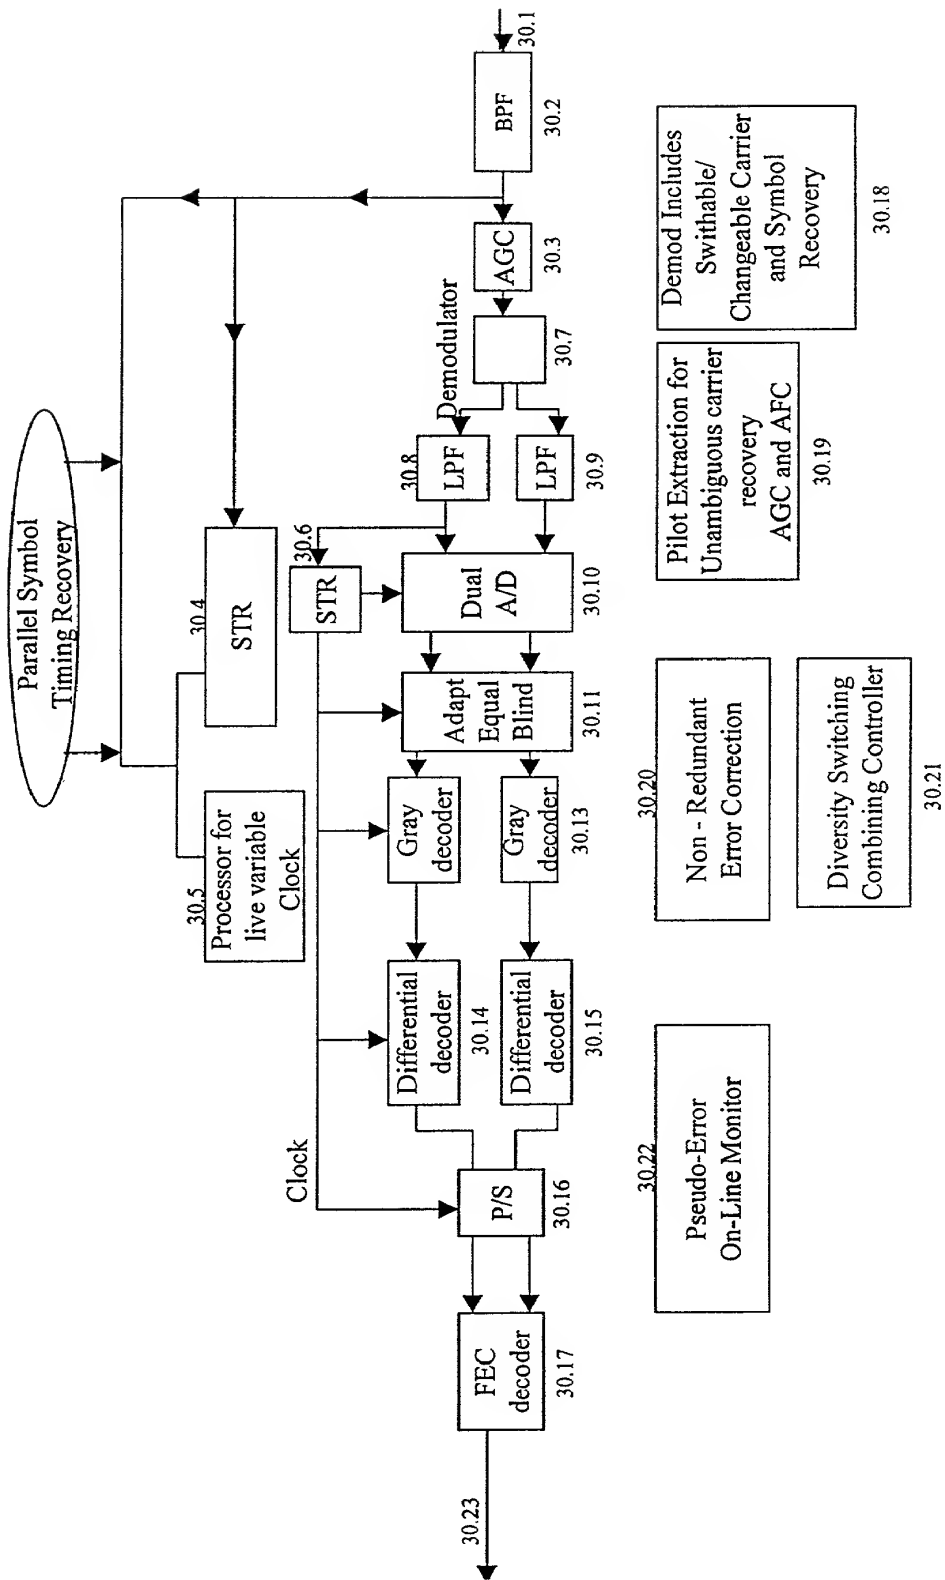 Parallel Symbol
Timing Recovery
30.1
BPF
30.2
AGC
30.3
30.4
STR
30.5
Processor for
live variable
Clock
30.6
STR
Demodulator
30.7
30.8
LPF
LPF
30.9
Dual
A/D
30.10
Adapt
Equal
Blind
30.11
Gray
decoder
Gray
decoder
30.13
Differential
decoder
30.14
Differential
decoder
30.15
Clock
P/S
30.16
FEC
decoder
30.17
30.23
Demod Includes
Swithable/
Changeable Carrier
and Symbol
Recovery
30.18
Pilot Extraction for
Unambiguous carrier
recovery
AGC and AFC
30.19
30.20
Non - Redundant
Error Correction
Diversity Switching
Combining Controller
30.21
30.22
Pseudo-Error
On-Line Monitor